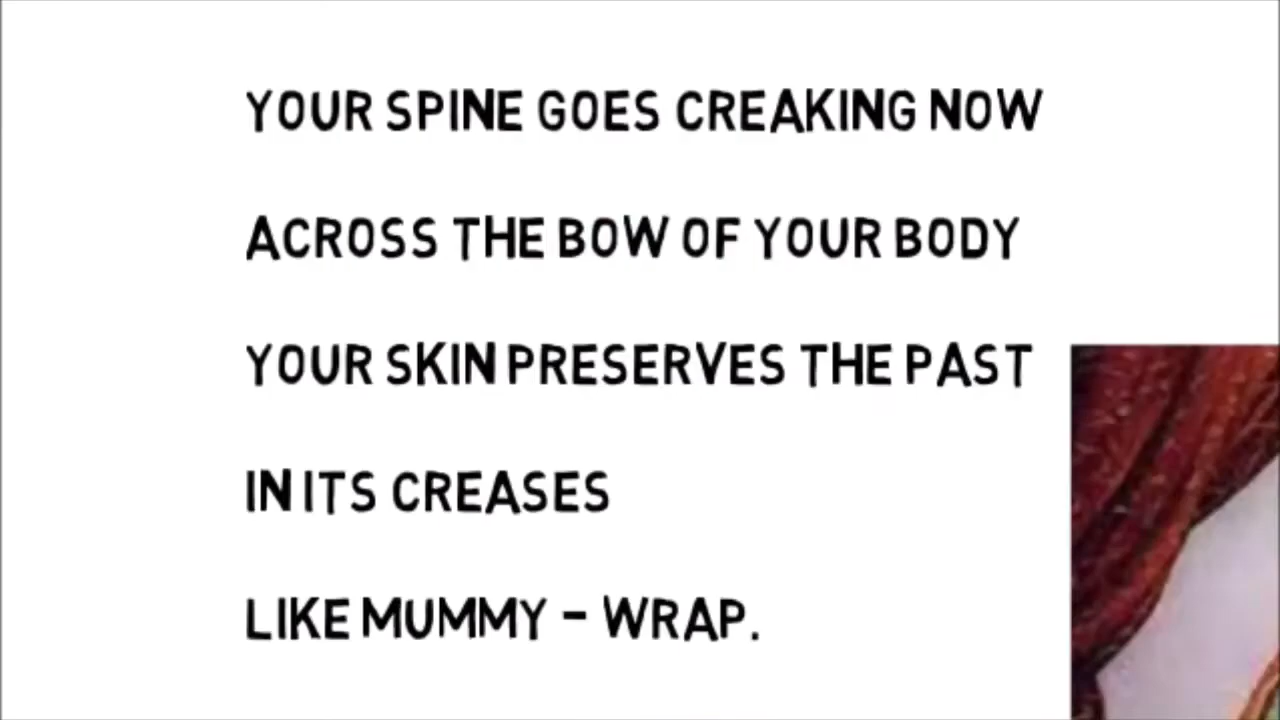 YOUR SPINE GOES CREAKING NOW
ACROSS THE BOW OF YOUR BODY
YOUR SKIN PRESERVES THE PAST
IN ITS CREASES
LIKE MUMMY - WRAP.